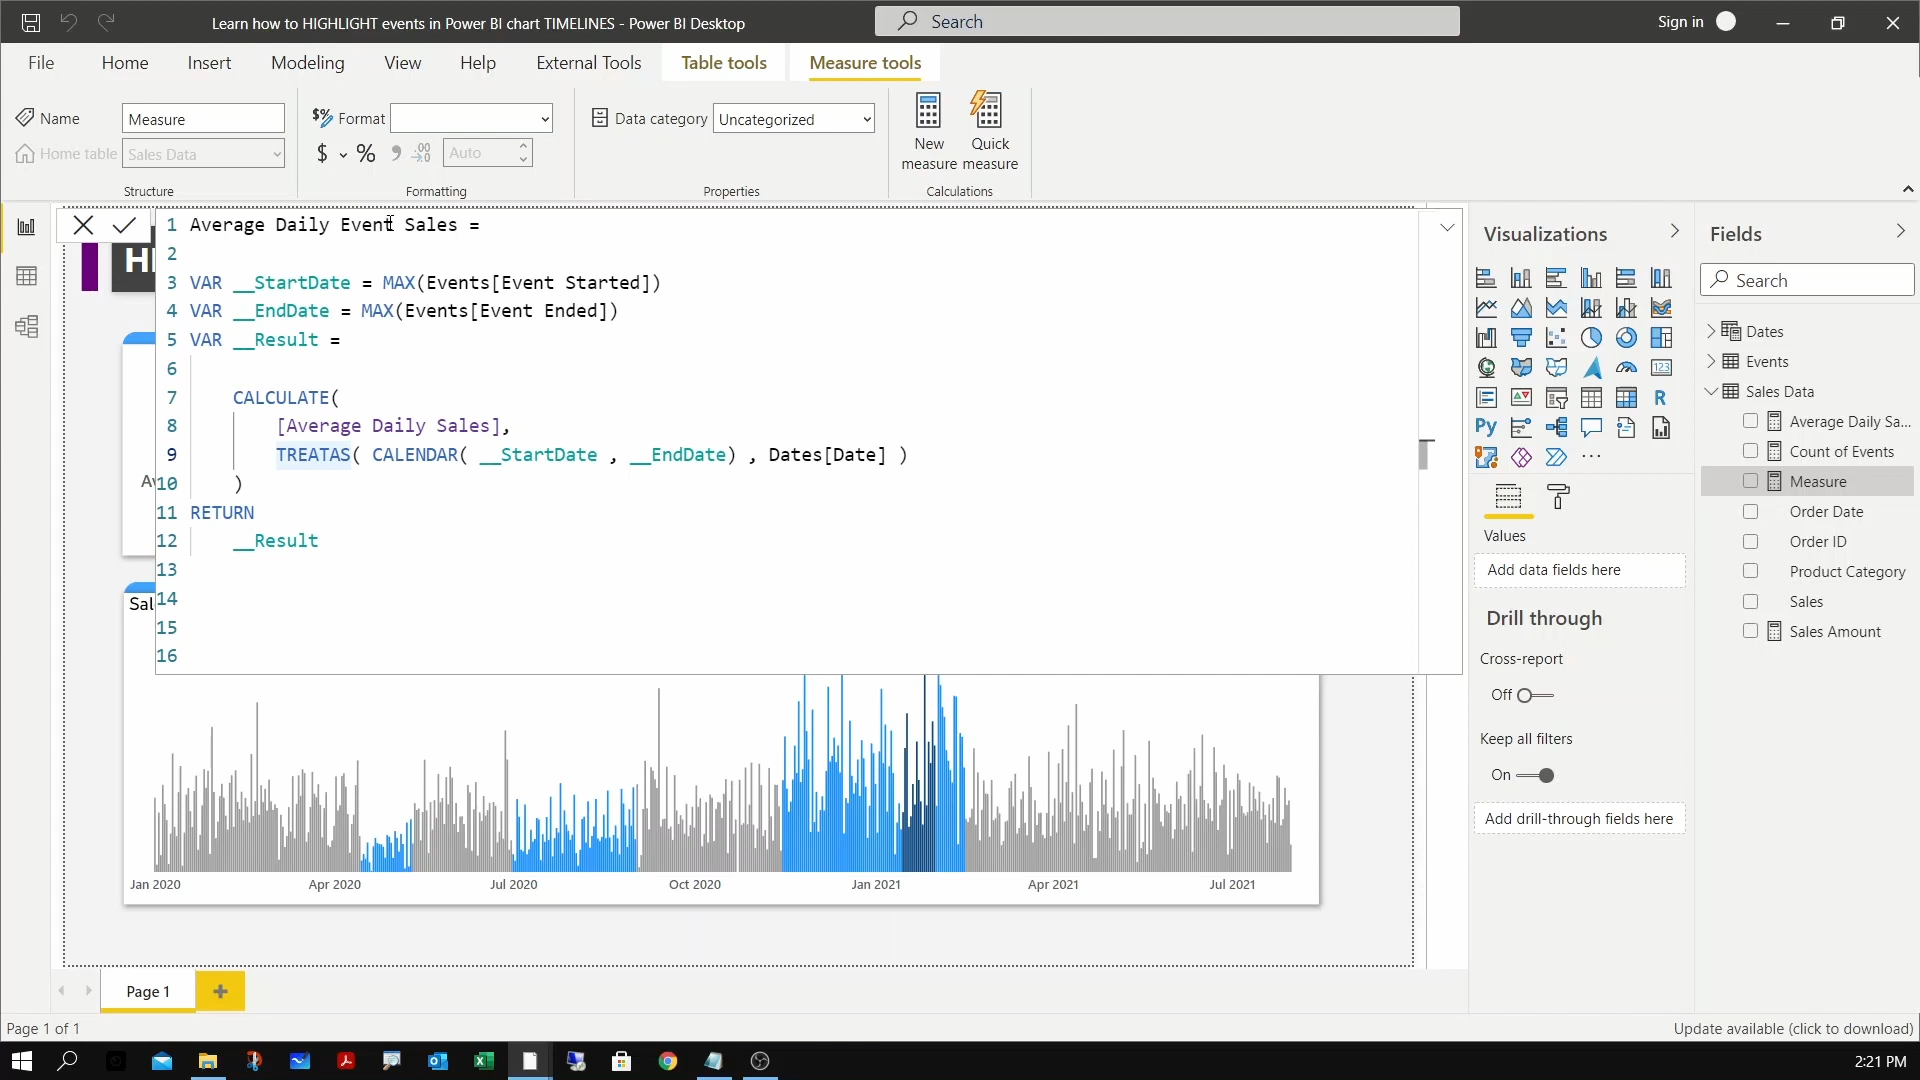 Learn how to HIGHLIGHT events in Power BI chart TIMELINES - Power BI Desktop
Search
Sign in
File
Home
Insert
Modeling
View
Help
External Tools
Table tools
Measure tools
Name
Measure
Home table
Sales Data
Structure
$% Format
$
%
9
.00
Auto
Formatting
Data category
Uncategorized
Properties
New
measure
Quick
measure
Calculations
1 Average Daily Event Sales =
2
3 VAR __StartDate = MAX(Events[Event Started])
4 VAR __EndDate = MAX(Events[Event Ended])
5 VAR __Result =
6
7 CALCULATE(
8 [Average Daily Sales],
9 TREATAS( CALENDAR( __StartDate , __EndDate) , Dates[Date] )
10 )
11 RETURN
12 __Result
13
14
15
16
HI
Av
Sal
Jan 2020
Apr 2020
Jul 2020
Oct 2020
Jan 2021
Apr 2021
Jul 2021
Visualizations
123
R
Py
...
Values
Add data fields here
Drill through
Cross-report
Off
Keep all filters
On
Add drill-through fields here
Fields
Search
Dates
Events
Sales Data
Average Daily Sa...
Count of Events
Measure
Order Date
Order ID
Product Category
Sales
Sales Amount
Page 1
+
Page 1 of 1
Update available (click to download)
2:21 PM